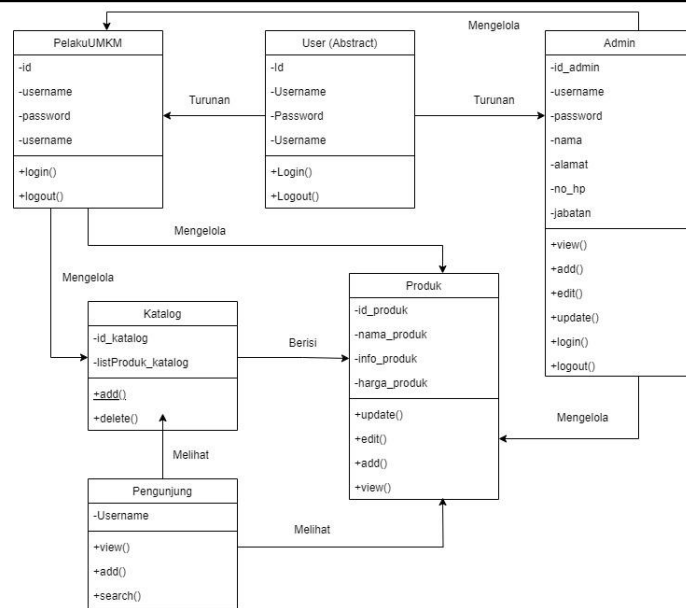 Mengelola
PelakuUMKM
-id
-username
-password
-username
+login()
+logout()
Turunan
User (Abstract)
-Id
-Username
-Password
-Username
+Login()
+Logout()
Turunan
Admin
-id_admin
-username
-password
-nama
-alamat
-no_hp
-jabatan
+view()
+add()
+edit()
+update()
+login()
+logout()
Mengelola
Mengelola
Katalog
-id_katalog
-listProduk_katalog
+add()
+delete()
Berisi
Produk
-id_produk
-nama_produk
-info_produk
-harga_produk
+update()
+edit()
+add()
+view()
Mengelola
Melihat
Pengunjung
-Username
+view()
+add()
+search()
Melihat